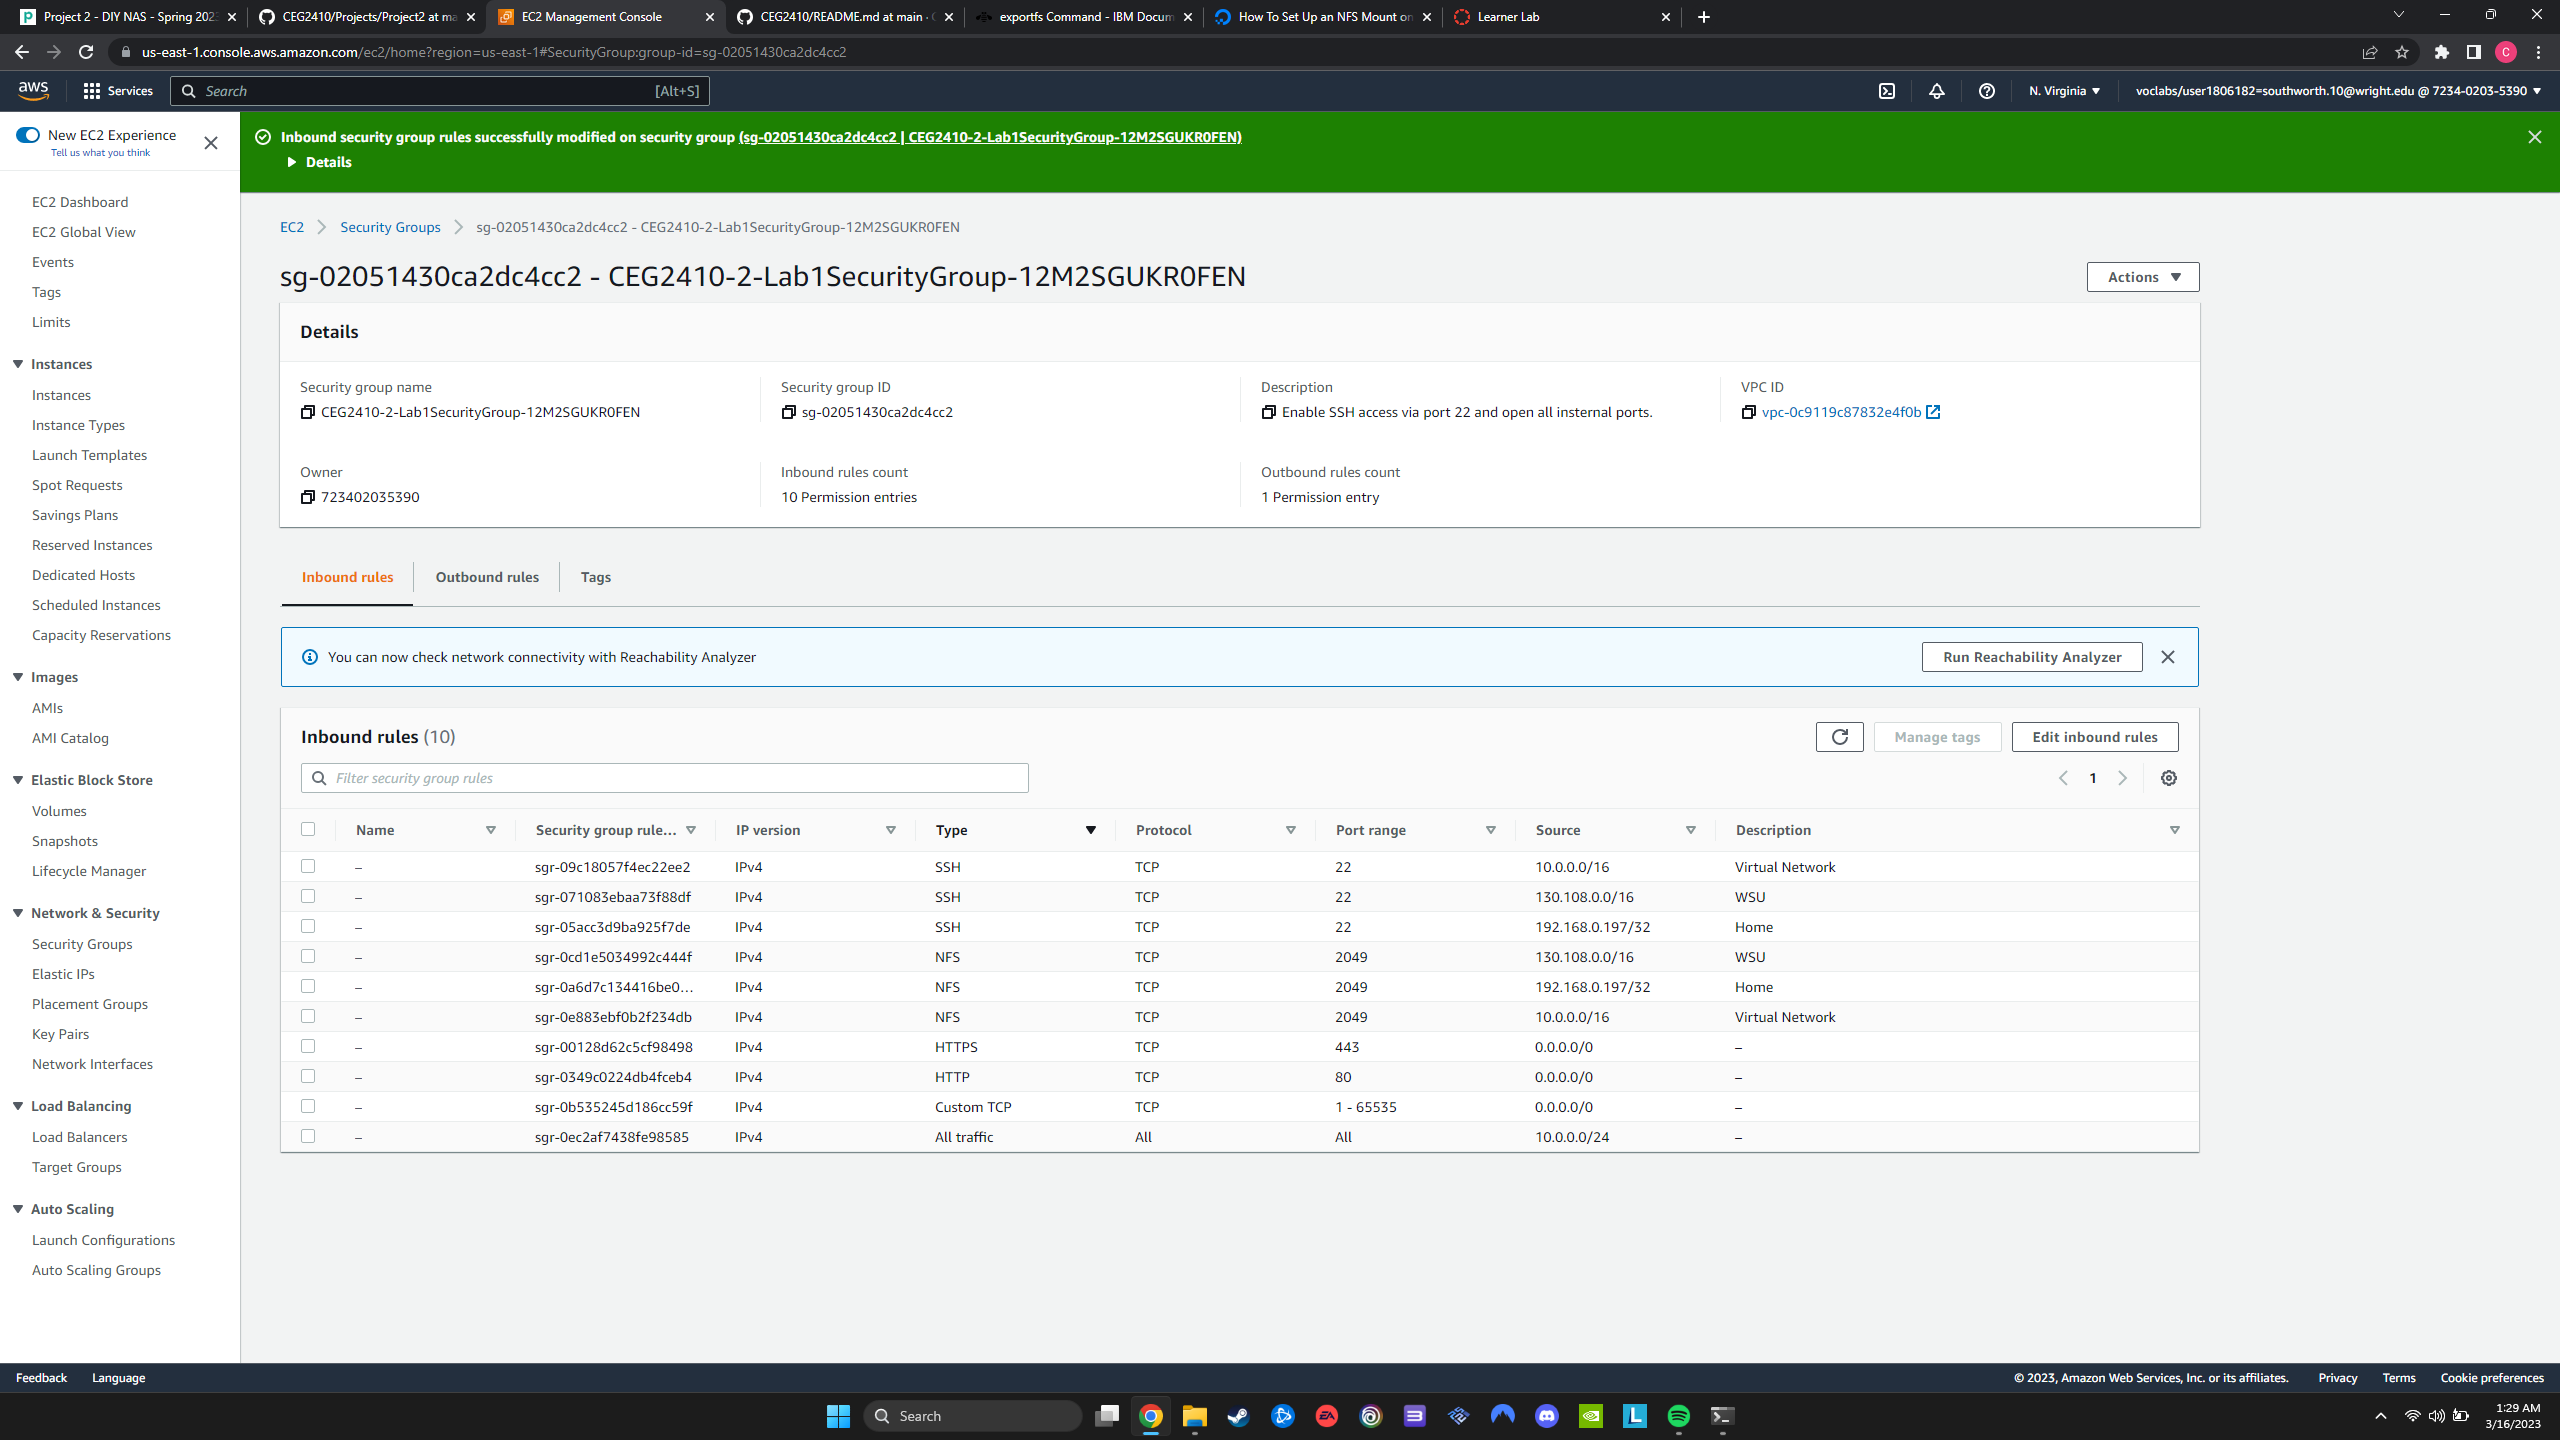 Project 2 - DIY NAS - Spring 202
CEG2410/Projects/Project2 at ma
EC2 Management Console
CEG2410/README.md at main ·
exportfs Command - IBM Docum
How To Set Up an NFS Mount on
Learner Lab
us-east-1.console.aws.amazon.com/ec2/home?region=us-east-1#SecurityGroup:group-id=sg-02051430ca2dc4cc2
C
aws
Services
Search
[Alt+S]
N. Virginia
voclabs/user1806182=southworth.10@wright.edu @ 7234-0203-5390
New EC2 Experience
Tell us what you think
EC2 Dashboard
EC2 Global View
Events
Tags
Limits
Instances
Instances
Instance Types
Launch Templates
Spot Requests
Savings Plans
Reserved Instances
Dedicated Hosts
Scheduled Instances
Capacity Reservations
Images
AMIs
AMI Catalog
Elastic Block Store
Volumes
Snapshots
Lifecycle Manager
Network & Security
Security Groups
Elastic IPs
Placement Groups
Key Pairs
Network Interfaces
Load Balancing
Load Balancers
Target Groups
Auto Scaling
Launch Configurations
Auto Scaling Groups
Inbound security group rules successfully modified on security group (sg-02051430ca2dc4cc2 | CEG2410-2-Lab1SecurityGroup-12M2SGUKR0FEN)
Details
EC2 Security Groups sg-02051430ca2dc4cc2 - CEG2410-2-Lab1SecurityGroup-12M2SGUKR0FEN
sg-02051430ca2dc4cc2 - CEG2410-2-Lab1SecurityGroup-12M2SGUKR0FEN
Actions
Details
Security group name
CEG2410-2-Lab1SecurityGroup-12M2SGUKR0FEN
Security group ID
sg-02051430ca2dc4cc2
Description
Enable SSH access via port 22 and open all insternal ports.
VPC ID
vpc-0c9119c87832e4f0b
Owner
723402035390
Inbound rules count
10 Permission entries
Outbound rules count
1 Permission entry
Inbound rules Outbound rules Tags
You can now check network connectivity with Reachability Analyzer
Run Reachability Analyzer
Inbound rules (10)
Manage tags
Edit inbound rules
Filter security group rules
1
Name Security group rule... IP version Type Protocol Port range Source Description
– sgr-09c18057f4ec22ee2 IPv4 SSH TCP 22 10.0.0.0/16 Virtual Network
– sgr-071083ebaa73f88df IPv4 SSH TCP 22 130.108.0.0/16 WSU
– sgr-05acc3d9ba925f7de IPv4 SSH TCP 22 192.168.0.197/32 Home
– sgr-0cd1e5034992c444f IPv4 NFS TCP 2049 130.108.0.0/16 WSU
– sgr-0a6d7c134416be0... IPv4 NFS TCP 2049 192.168.0.197/32 Home
– sgr-0e883ebf0b2f234db IPv4 NFS TCP 2049 10.0.0.0/16 Virtual Network
– sgr-00128d62c5cf98498 IPv4 HTTPS TCP 443 0.0.0.0/0 –
– sgr-0349c0224db4fceb4 IPv4 HTTP TCP 80 0.0.0.0/0 –
– sgr-0b535245d186cc59f IPv4 Custom TCP TCP 1 - 65535 0.0.0.0/0 –
– sgr-0ec2af7438fe98585 IPv4 All traffic All All 10.0.0.0/24 –
Feedback Language
© 2023, Amazon Web Services, Inc. or its affiliates. Privacy Terms Cookie preferences
Search
EA
L
1:29 AM
3/16/2023